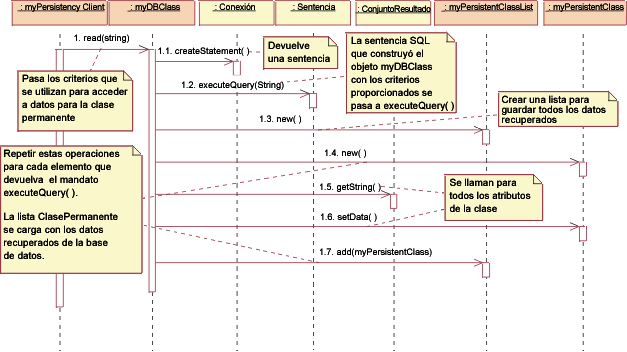 : myPersistency Client
: myDBClass
: Conexión
: Sentencia
: ConjuntoResultado
: myPersistentClassList
: myPersistentClass
1. read(string)
1.1. createStatement( )
Devuelve
una sentencia
La sentencia SQL
que construyó el
objeto myDBClass
con los criterios
proporcionados se
pasa a executeQuery( )
Pasa los criterios que
se utilizan para acceder
a datos para la clase
permanente
1.2. executeQuery(String)
Crear una lista para
guardar todos los datos
recuperados
1.3. new( )
Repetir estas operaciones
para cada elemento que
devuelva el mandato
executeQuery( ).
La lista ClasePermanente
se carga con los datos
recuperados de la base
de datos.
1.4. new( )
1.5. getString( )
Se llaman para
todos los atributos
de la clase
1.6. setData( )
1.7. add(myPersistentClass)